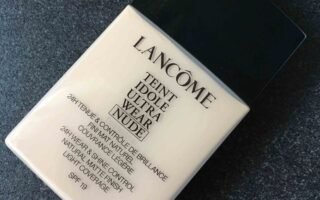 LANCÔME
TEINT
IDOLE
ULTRA
WEAR
NUDE
24H TENUE & CONTRÔLE DE BRILLANCE
FINI MAT NATUREL
COUVRANCE LÉGÈRE
24H WEAR & SHINE CONTROL
NATURAL MATTE FINISH
LIGHT COVERAGE
SPF 19